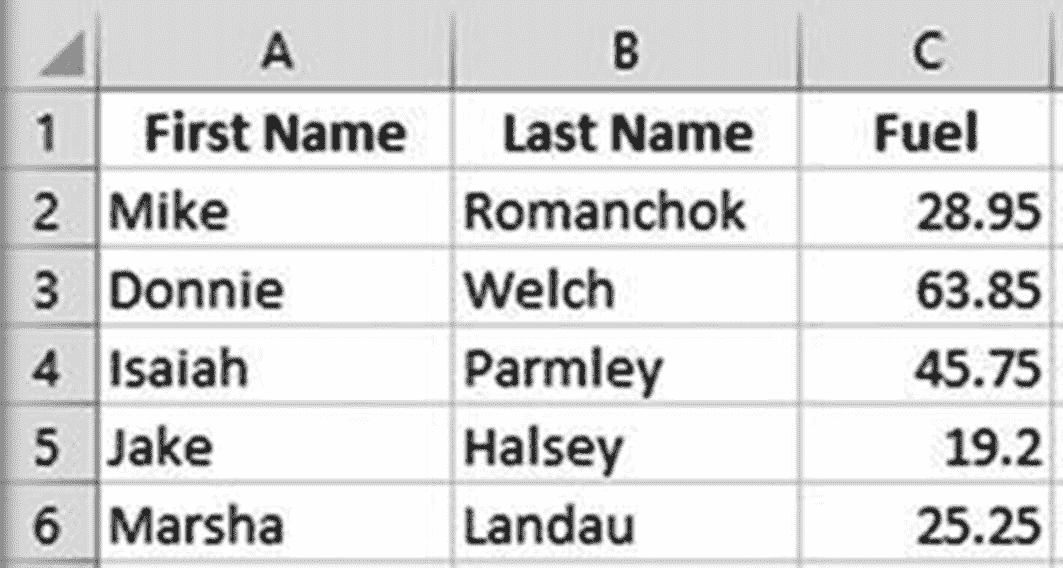 A B C
1 First Name Last Name Fuel
2 Mike Romanchok 28.95
3 Donnie Welch 63.85
4 Isaiah Parmley 45.75
5 Jake Halsey 19.2
6 Marsha Landau 25.25